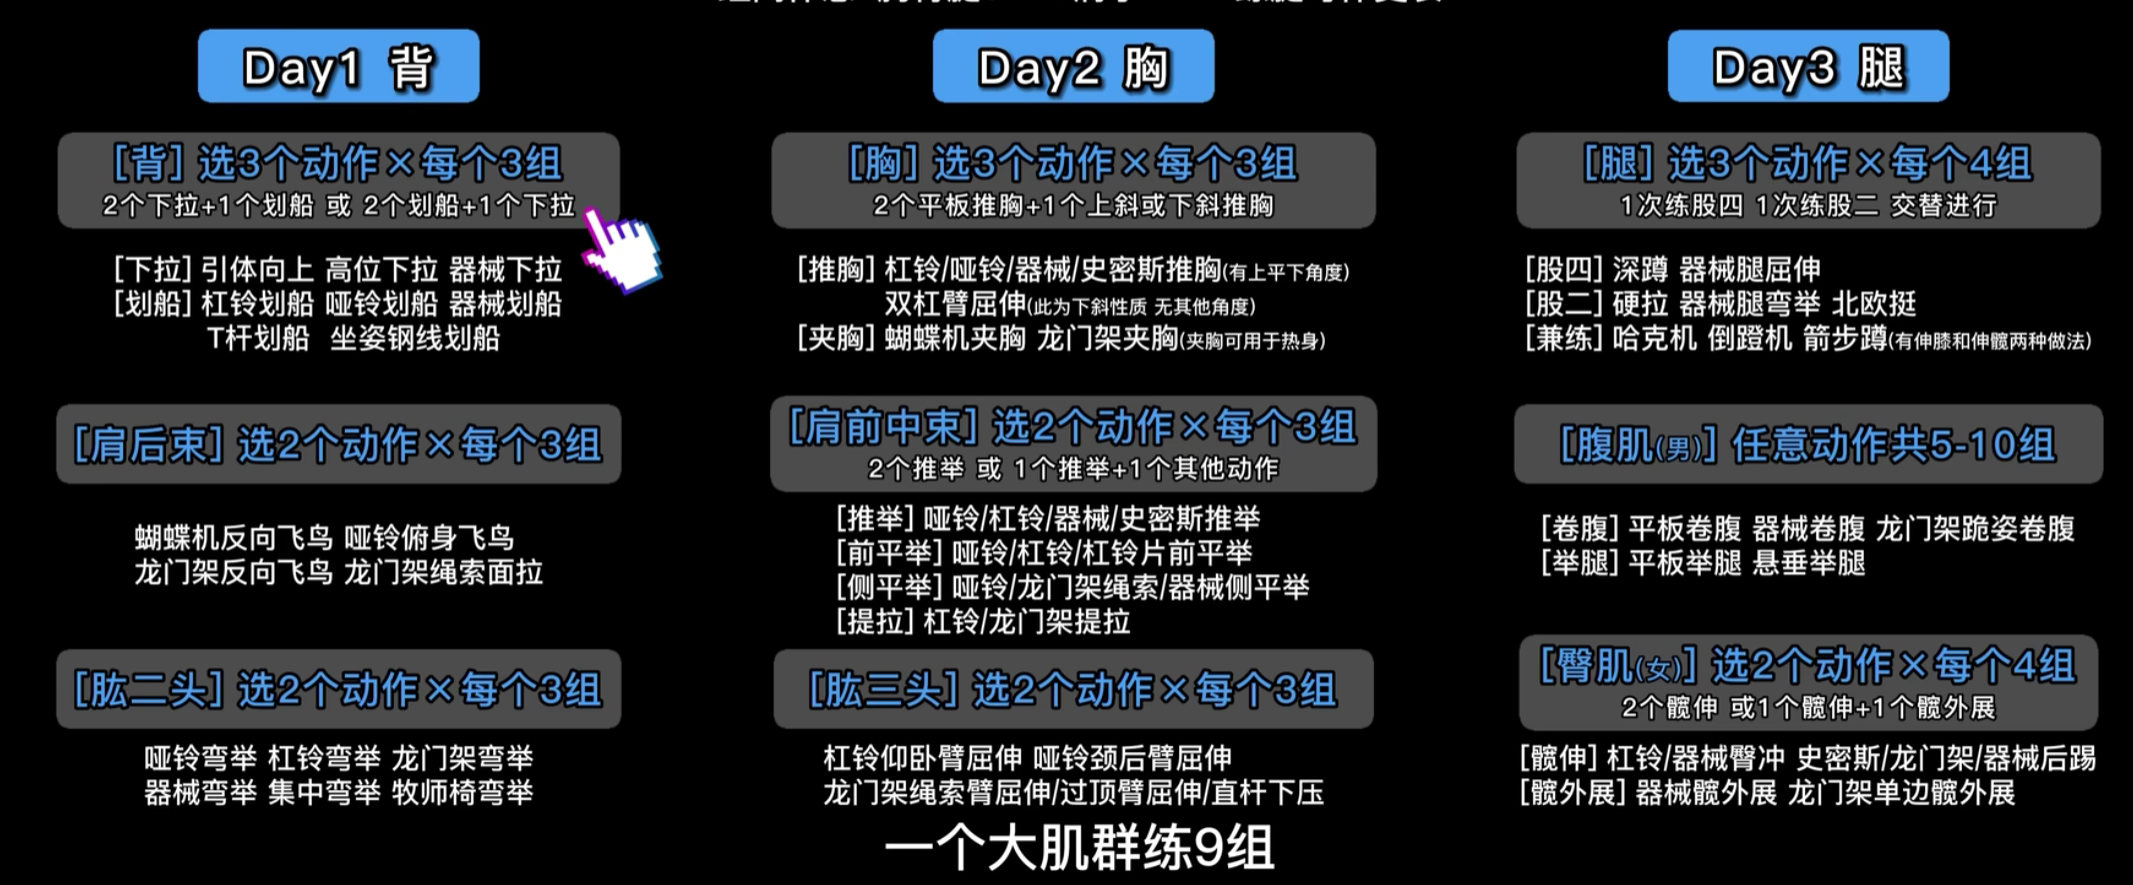 Day1 背
[背] 选3个动作×每个3组
2个下拉+1个划船 或 2个划船+1个下拉
[下拉] 引体向上 高位下拉 器械下拉
[划船] 杠铃划船 哑铃划船 器械划船
T杆划船 坐姿钢线划船
[肩后束] 选2个动作×每个3组
蝴蝶机反向飞鸟 哑铃俯身飞鸟
龙门架反向飞鸟 龙门架绳索面拉
[肱二头] 选2个动作×每个3组
哑铃弯举 杠铃弯举 龙门架弯举
器械弯举 集中弯举 牧师椅弯举
Day2 胸
[胸] 选3个动作×每个3组
2个平板推胸+1个上斜或下斜推胸
[推胸] 杠铃/哑铃/器械/史密斯推胸(有上平下角度)
双杠臂屈伸(此为下斜性质 无其他角度)
[夹胸] 蝴蝶机夹胸 龙门架夹胸(夹胸可用于热身)
[肩前中束] 选2个动作×每个3组
2个推举 或 1个推举+1个其他动作
[推举] 哑铃/杠铃/器械/史密斯推举
[前平举] 哑铃/杠铃/杠铃片前平举
[侧平举] 哑铃/龙门架绳索/器械侧平举
[提拉] 杠铃/龙门架提拉
[肱三头] 选2个动作×每个3组
杠铃仰卧臂屈伸 哑铃颈后臂屈伸
龙门架绳索臂屈伸/过顶臂屈伸/直杆下压
Day3 腿
[腿] 选3个动作×每个4组
1次练股四 1次练股二 交替进行
[股四] 深蹲 器械腿屈伸
[股二] 硬拉 器械腿弯举 北欧挺
[兼练] 哈克机 倒蹬机 箭步蹲(有伸膝和伸髋两种做法)
[腹肌(男)] 任意动作共5-10组
[卷腹] 平板卷腹 器械卷腹 龙门架跪姿卷腹
[举腿] 平板举腿 悬垂举腿
[臀肌(女)] 选2个动作×每个4组
2个髋伸 或1个髋伸+1个髋外展
[髋伸] 杠铃/器械臀冲 史密斯/龙门架/器械后踢
[髋外展] 器械髋外展 龙门架单边髋外展
一个大肌群练9组